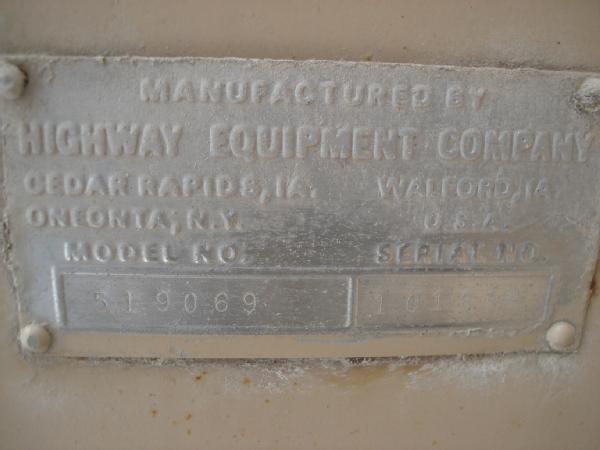 MANUFACTURED BY
HIGHWAY EQUIPMENT COMPANY
CEDAR RAPIDS, IA. WALFORD, IA.
ONEONTA, N.Y. U.S.A.
MODEL NO. SERIAL NO.
519069